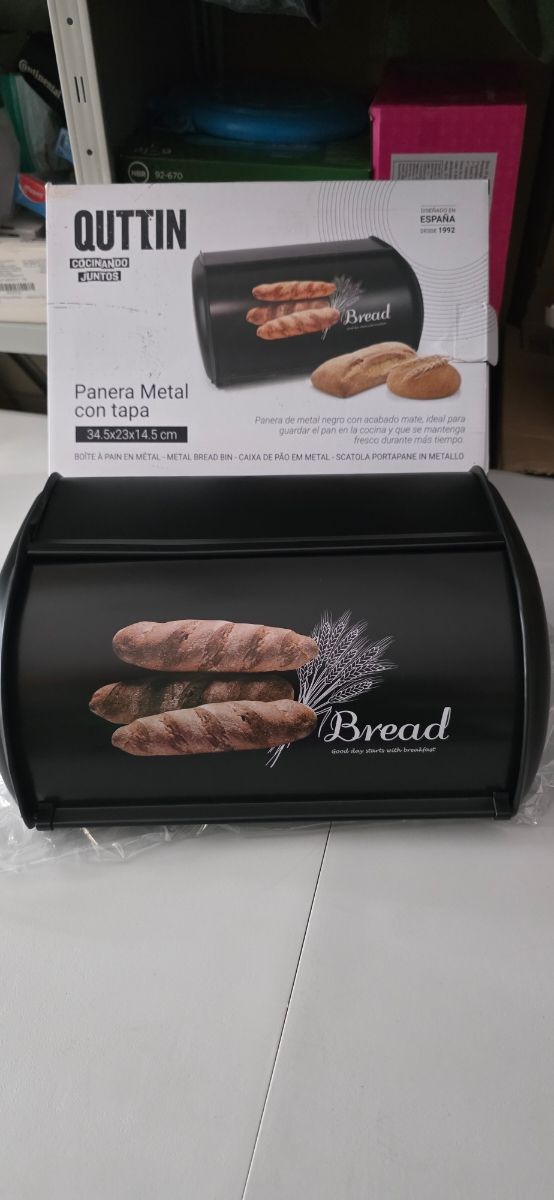 Continental
HBR 92-670
QUTTIN
COCINANDO
JUNTOS
DISEÑADO EN
ESPAÑA
DESDE 1992
Bread
Panera Metal
con tapa
34.5x23x14.5 cm
Panera de metal negro con acabado mate, ideal para
guardar el pan en la cocina y que se mantenga
fresco durante más tiempo.
BOÎTE À PAIN EN MÉTAL - METAL BREAD BIN - CAIXA DE PÃO EM METAL - SCATOLA PORTAPANE IN METALLO
Bread
Good day starts with breakfast